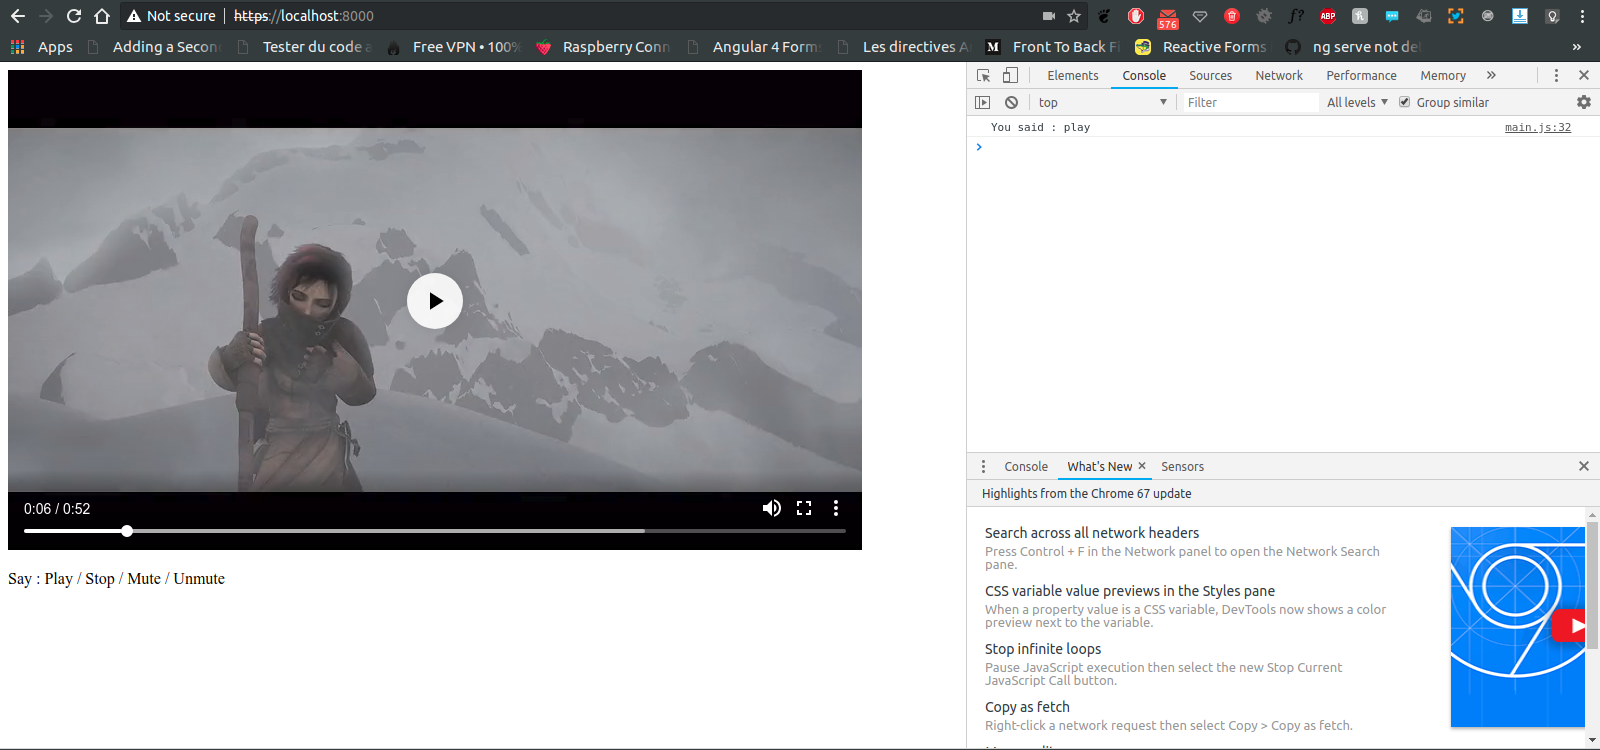 Not secure https://localhost:8000
576
f?
ABP
Apps Adding a Secon Tester du code a Free VPN • 100% Raspberry Conn Angular 4 Forms Les directives A M Front To Back F Reactive Forms ng serve not de »
Elements Console Sources Network Performance Memory »
top Filter All levels Group similar
You said : play main.js:32
0:06 / 0:52
Say : Play / Stop / Mute / Unmute
Console What's New Sensors
Highlights from the Chrome 67 update
Search across all network headers
Press Control + F in the Network panel to open the Network Search
pane.
CSS variable value previews in the Styles pane
When a property value is a CSS variable, DevTools now shows a color
preview next to the variable.
Stop infinite loops
Pause JavaScript execution then select the new Stop Current
JavaScript Call button.
Copy as fetch
Right-click a network request then select Copy > Copy as fetch.